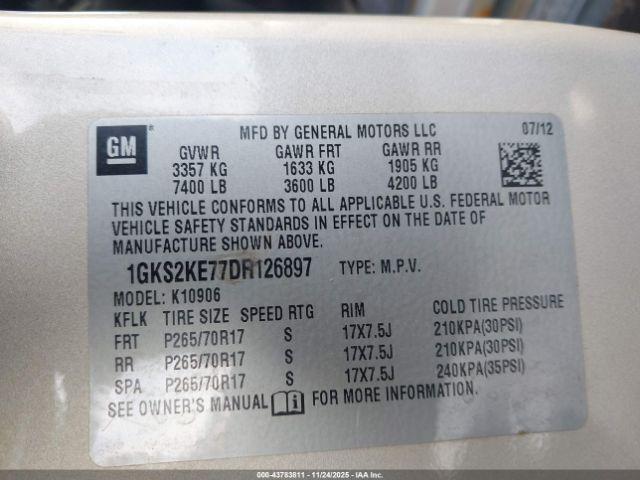 GM ®
MFD BY GENERAL MOTORS LLC 07/12
GVWR GAWR FRT GAWR RR
3357 KG 1633 KG 1905 KG
7400 LB 3600 LB 4200 LB
THIS VEHICLE CONFORMS TO ALL APPLICABLE U.S. FEDERAL MOTOR
VEHICLE SAFETY STANDARDS IN EFFECT ON THE DATE OF
MANUFACTURE SHOWN ABOVE.
1GKS2KE77DR126897 TYPE: M.P.V.
MODEL: K10906
KFLK TIRE SIZE SPEED RTG RIM COLD TIRE PRESSURE
FRT P265/70R17 S 17X7.5J 210KPA(30PSI)
RR P265/70R17 S 17X7.5J 210KPA(30PSI)
SPA P265/70R17 S 17X7.5J 240KPA(35PSI)
SEE OWNER'S MANUAL FOR MORE INFORMATION.
000-43783811 - 11/24/2025 - IAA Inc.